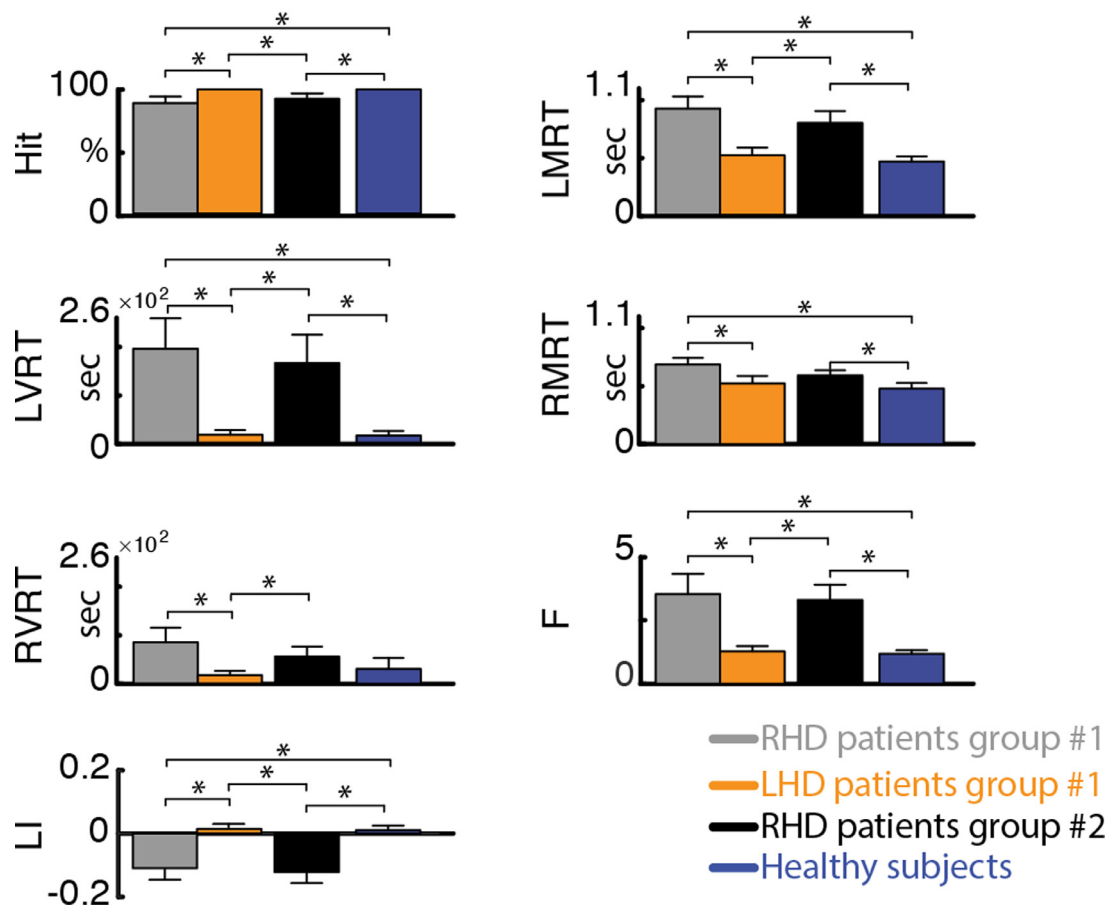 *
* * *
Hit
100
%
0
*
* * *
LVRT
sec
2.6 ×10²
0
* *
RVRT
sec
2.6 ×10²
0
*
* * *
LI
0.2
0
-0.2
*
* * *
LMRT
sec
1.1
0
*
* *
RMRT
sec
1.1
0
*
* * *
F
5
0
RHD patients group #1
LHD patients group #1
RHD patients group #2
Healthy subjects